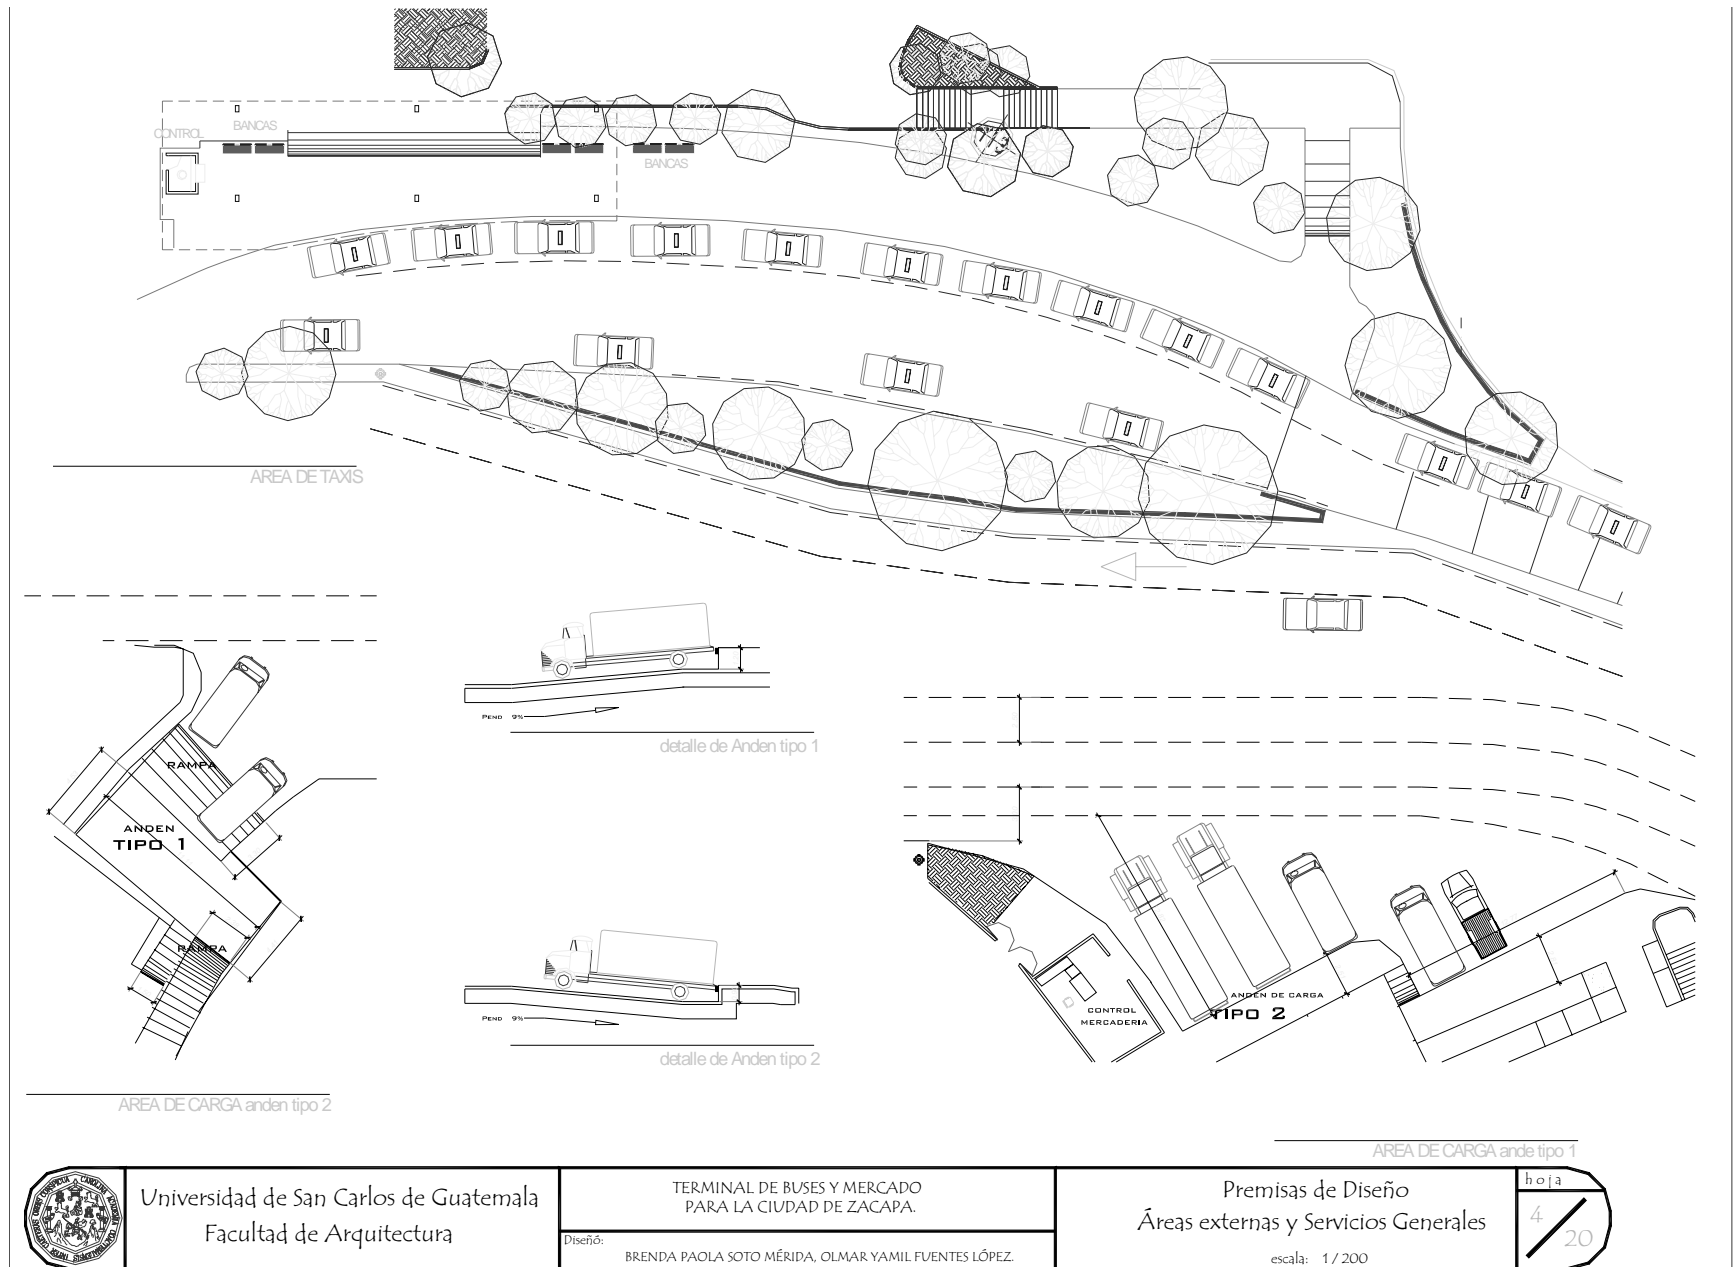 CONTROL
BANCAS
BANCAS
AREA DE TAXIS
PEND 9%
detalle de Anden tipo 1
RAMPA
ANDEN
TIPO 1
RAMPA
PEND 9%
detalle de Anden tipo 2
AREA DE CARGA anden tipo 2
CONTROL
MERCADERIA
ANDEN DE CARGA
TIPO 2
AREA DE CARGA ande tipo 1
Universidad de San Carlos de Guatemala
Facultad de Arquitectura
TERMINAL DE BUSES Y MERCADO
PARA LA CIUDAD DE ZACAPA.
Diseño:
BRENDA PAOLA SOTO MÉRIDA, OLMAR YAMIL FUENTES LÓPEZ.
Premisas de Diseño
Áreas externas y Servicios Generales
escala: 1 / 200
hoja
4
20